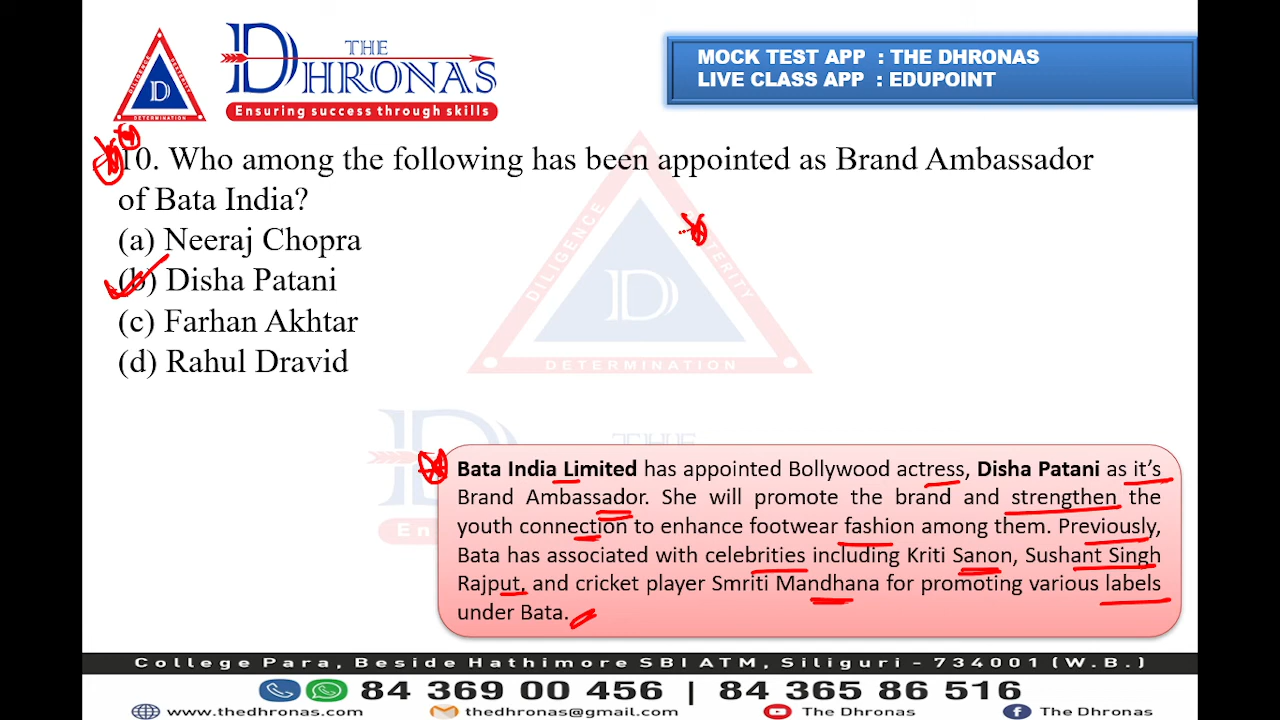 THE
DHRONAS
Ensuring success through skills
DILIGENCE
POSTERITY
D
DETERMINATION
MOCK TEST APP : THE DHRONAS
LIVE CLASS APP : EDUPOINT
10. Who among the following has been appointed as Brand Ambassador
of Bata India?
(a) Neeraj Chopra
(b) Disha Patani
(c) Farhan Akhtar
(d) Rahul Dravid
DILIGENCE
D
DETERMINATION
Bata India Limited has appointed Bollywood actress, Disha Patani as it's
Brand Ambassador. She will promote the brand and strengthen the
youth connection to enhance footwear fashion among them. Previously,
Bata has associated with celebrities including Kriti Sanon, Sushant Singh
Rajput, and cricket player Smriti Mandhana for promoting various labels
under Bata.
College Para, Beside Hathimore SBI ATM, Siliguri - 734001 (W.B.)
84 369 00 456 | 84 365 86 516
www.thedhronas.com thedhronas@gmail.com The Dhronas The Dhronas